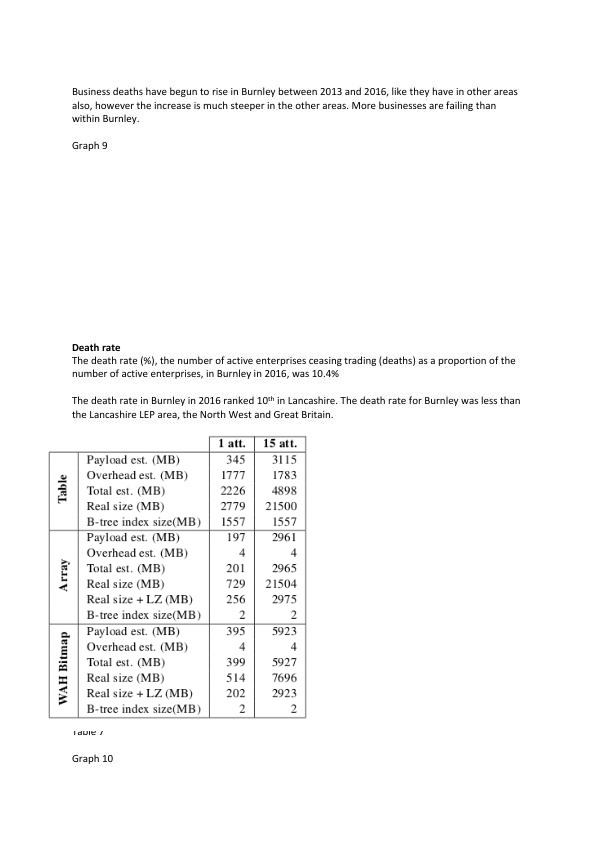 Business deaths have begun to rise in Burnley between 2013 and 2016, like they have in other areas
also, however the increase is much steeper in the other areas. More businesses are failing than
within Burnley.
Graph 9
Death rate
The death rate (%), the number of active enterprises ceasing trading (deaths) as a proportion of the
number of active enterprises, in Burnley in 2016, was 10.4%
The death rate in Burnley in 2016 ranked 10th in Lancashire. The death rate for Burnley was less than
the Lancashire LEP area, the North West and Great Britain.
1 att. 15 att.
Table
Payload est. (MB) 345 3115
Overhead est. (MB) 1777 1783
Total est. (MB) 2226 4898
Real size (MB) 2779 21500
B-tree index size(MB) 1557 1557
Array
Payload est. (MB) 197 2961
Overhead est. (MB) 4 4
Total est. (MB) 201 2965
Real size (MB) 729 21504
Real size + LZ (MB) 256 2975
B-tree index size(MB) 2 2
WAH Bitmap
Payload est. (MB) 395 5923
Overhead est. (MB) 4 4
Total est. (MB) 399 5927
Real size (MB) 514 7696
Real size + LZ (MB) 202 2923
B-tree index size(MB) 2 2
Table 7
Graph 10